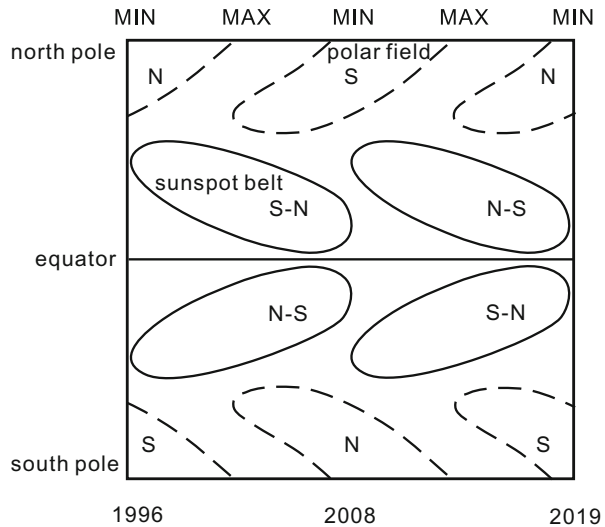 MIN MAX MIN MAX MIN
north pole
polar field
N S N
sunspot belt
S-N N-S
equator
N-S S-N
S N S
south pole
1996 2008 2019